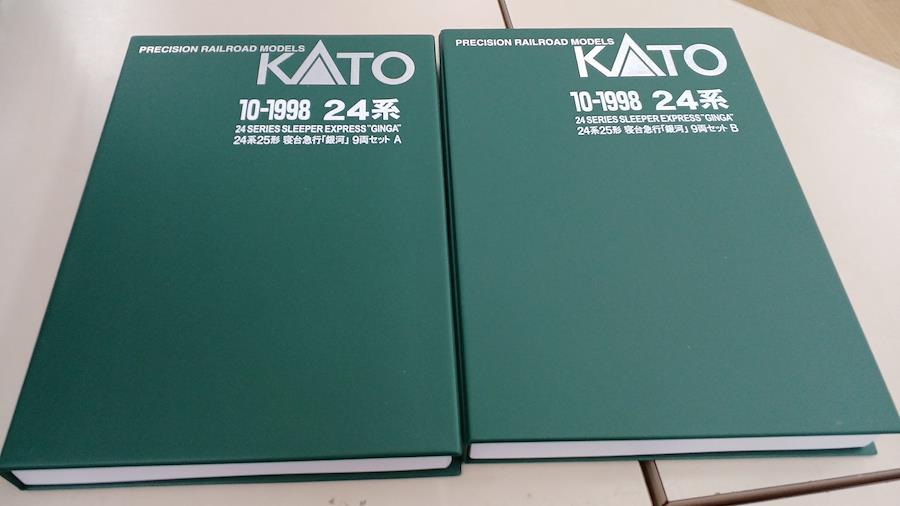 PRECISION RAILROAD MODELS
KATO
10-1998 24系
24 SERIES SLEEPER EXPRESS "GINGA"
24系25形 寝台急行「銀河」 9両セット A
PRECISION RAILROAD MODELS
KATO
10-1998 24系
24 SERIES SLEEPER EXPRESS "GINGA"
24系25形 寝台急行「銀河」 9両セット B